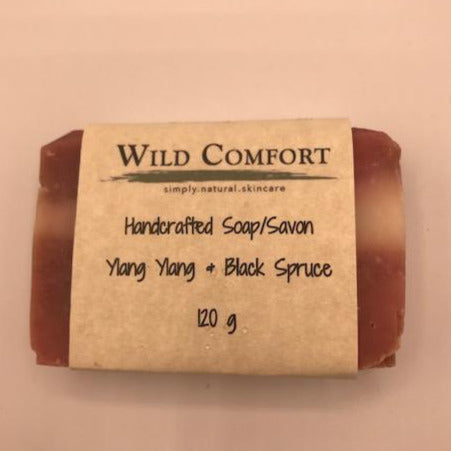 WILD COMFORT
simply.natural.skincare
Handcrafted Soap/Savon
Ylang Ylang + Black Spruce
120 g